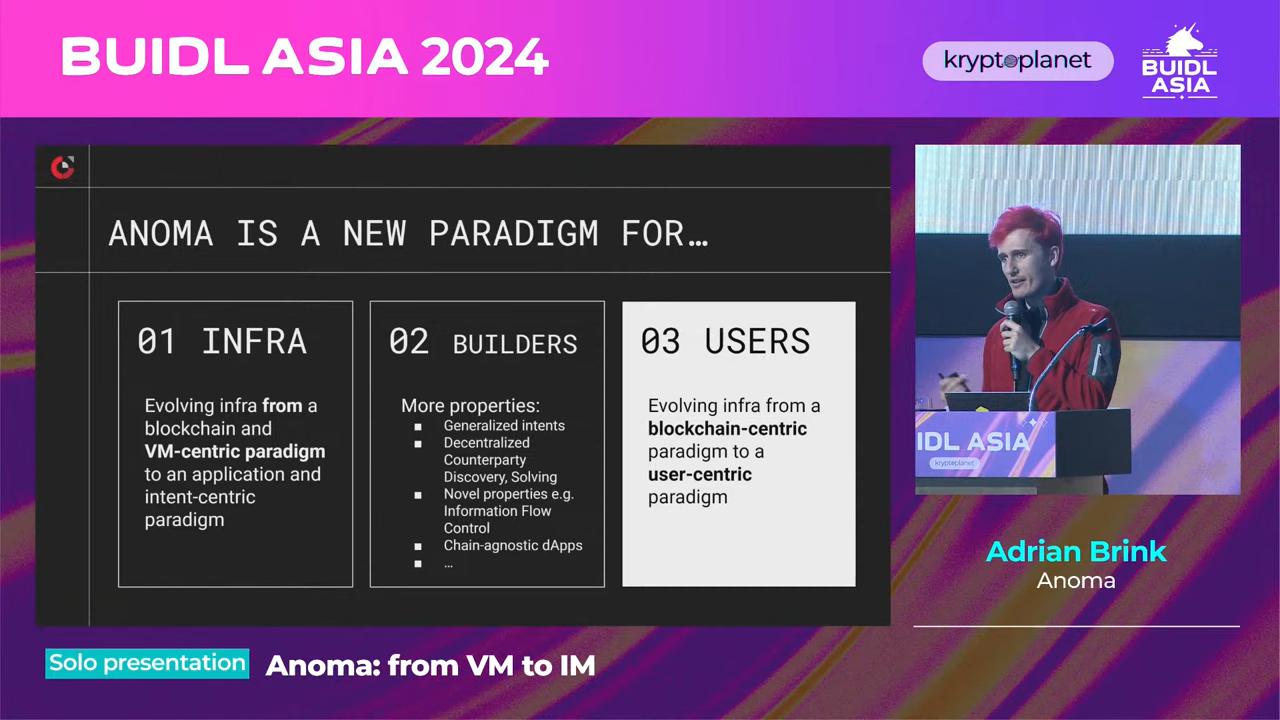 BUIDL ASIA 2024
kryptoplanet
BUIDL
ASIA
ANOMA IS A NEW PARADIGM FOR…
01 INFRA
Evolving infra from a
blockchain and
VM-centric paradigm
to an application and
intent-centric
paradigm
02 BUILDERS
More properties:
Generalized intents
Decentralized
Counterparty
Discovery, Solving
Novel properties e.g.
Information Flow
Control
Chain-agnostic dApps
…
03 USERS
Evolving infra from a
blockchain-centric
paradigm to a
user-centric
paradigm
IDL ASIA
kryptoplanet
Adrian Brink
Anoma
Solo presentation
Anoma: from VM to IM